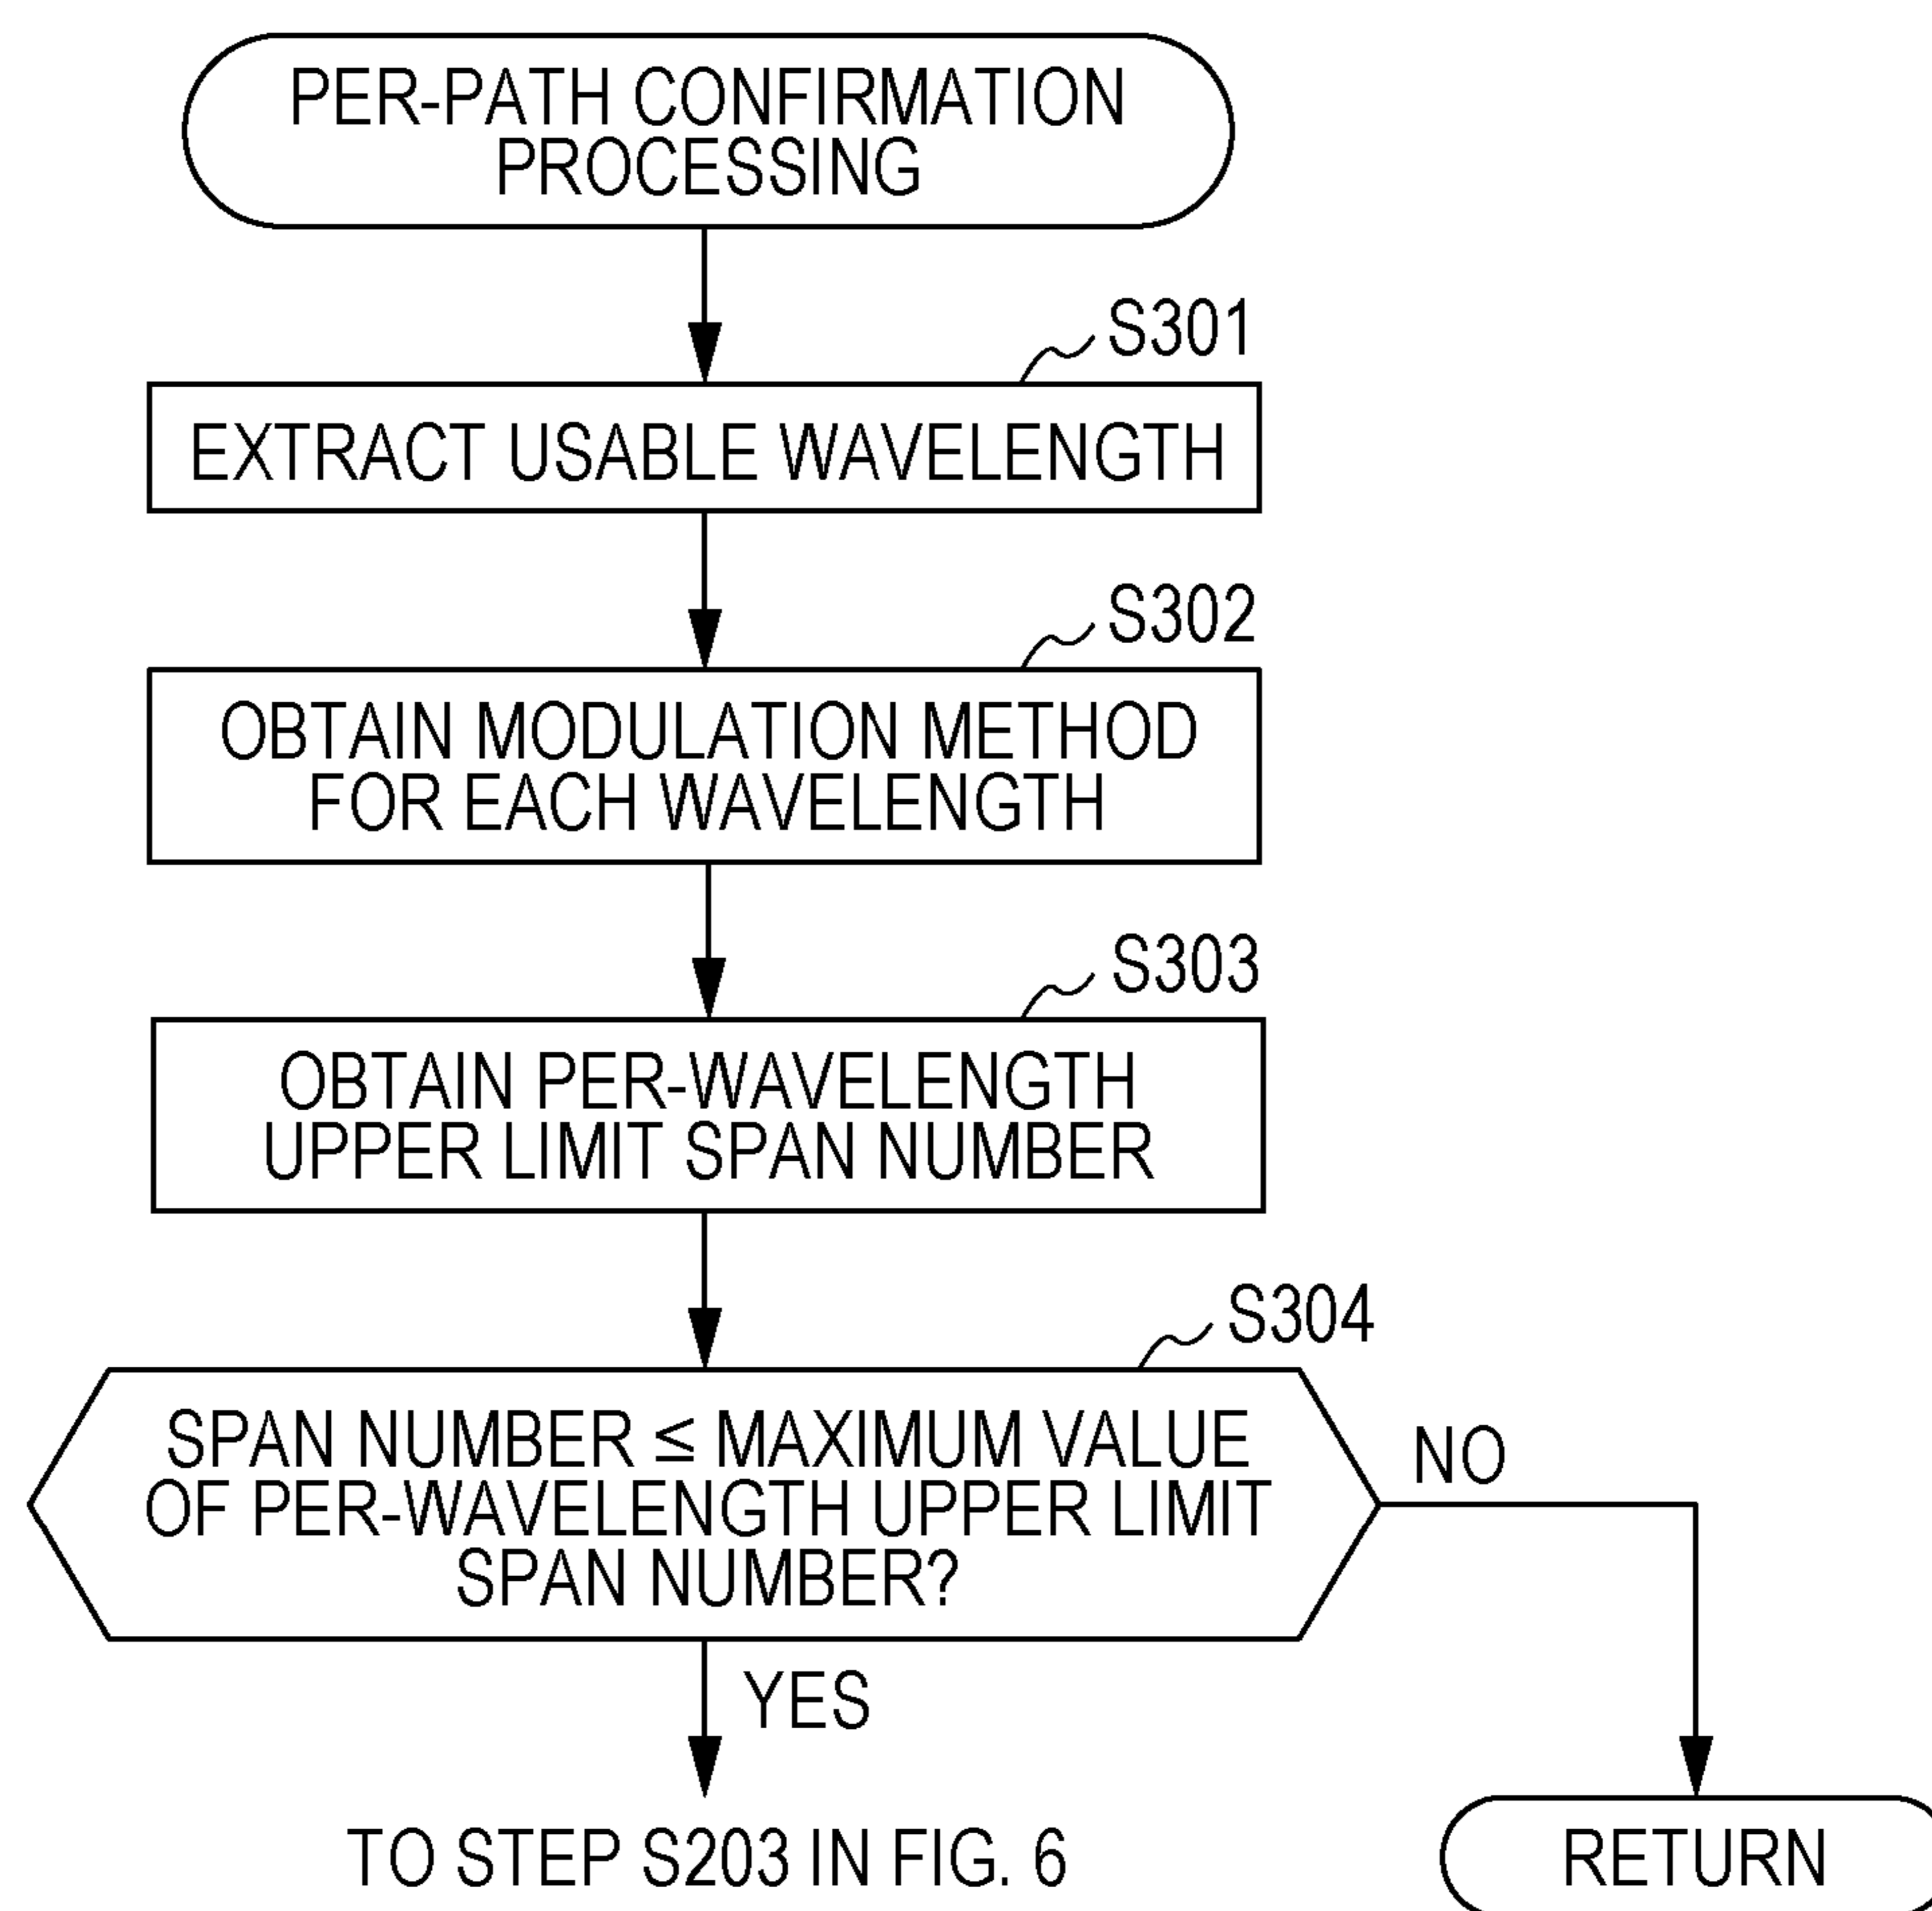 PER-PATH CONFIRMATION
PROCESSING
S301
EXTRACT USABLE WAVELENGTH
S302
OBTAIN MODULATION METHOD
FOR EACH WAVELENGTH
S303
OBTAIN PER-WAVELENGTH
UPPER LIMIT SPAN NUMBER
S304
SPAN NUMBER ≤ MAXIMUM VALUE
OF PER-WAVELENGTH UPPER LIMIT
SPAN NUMBER?
NO
YES
TO STEP S203 IN FIG. 6
RETURN